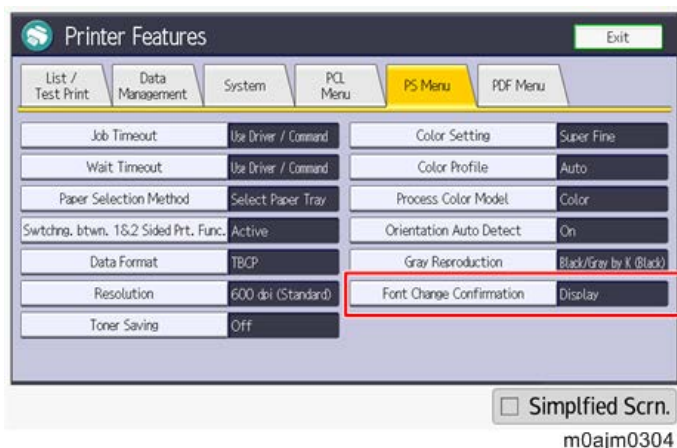 Printer Features
Exit
List /
Test Print
Data
Management
System
PCL
Menu
PS Menu
PDF Menu
Job Timeout
Use Driver / Command
Color Setting
Super Fine
Wait Timeout
Use Driver / Command
Color Profile
Auto
Paper Selection Method
Select Paper Tray
Process Color Model
Color
Swtchng. btwn. 1&2 Sided Prt. Func.
Active
Orientation Auto Detect
On
Data Format
TBCP
Gray Reproduction
Black/Gray by K (Black)
Resolution
600 dpi (Standard)
Font Change Confirmation
Display
Toner Saving
Off
Simplfied Scrn.
m0ajm0304